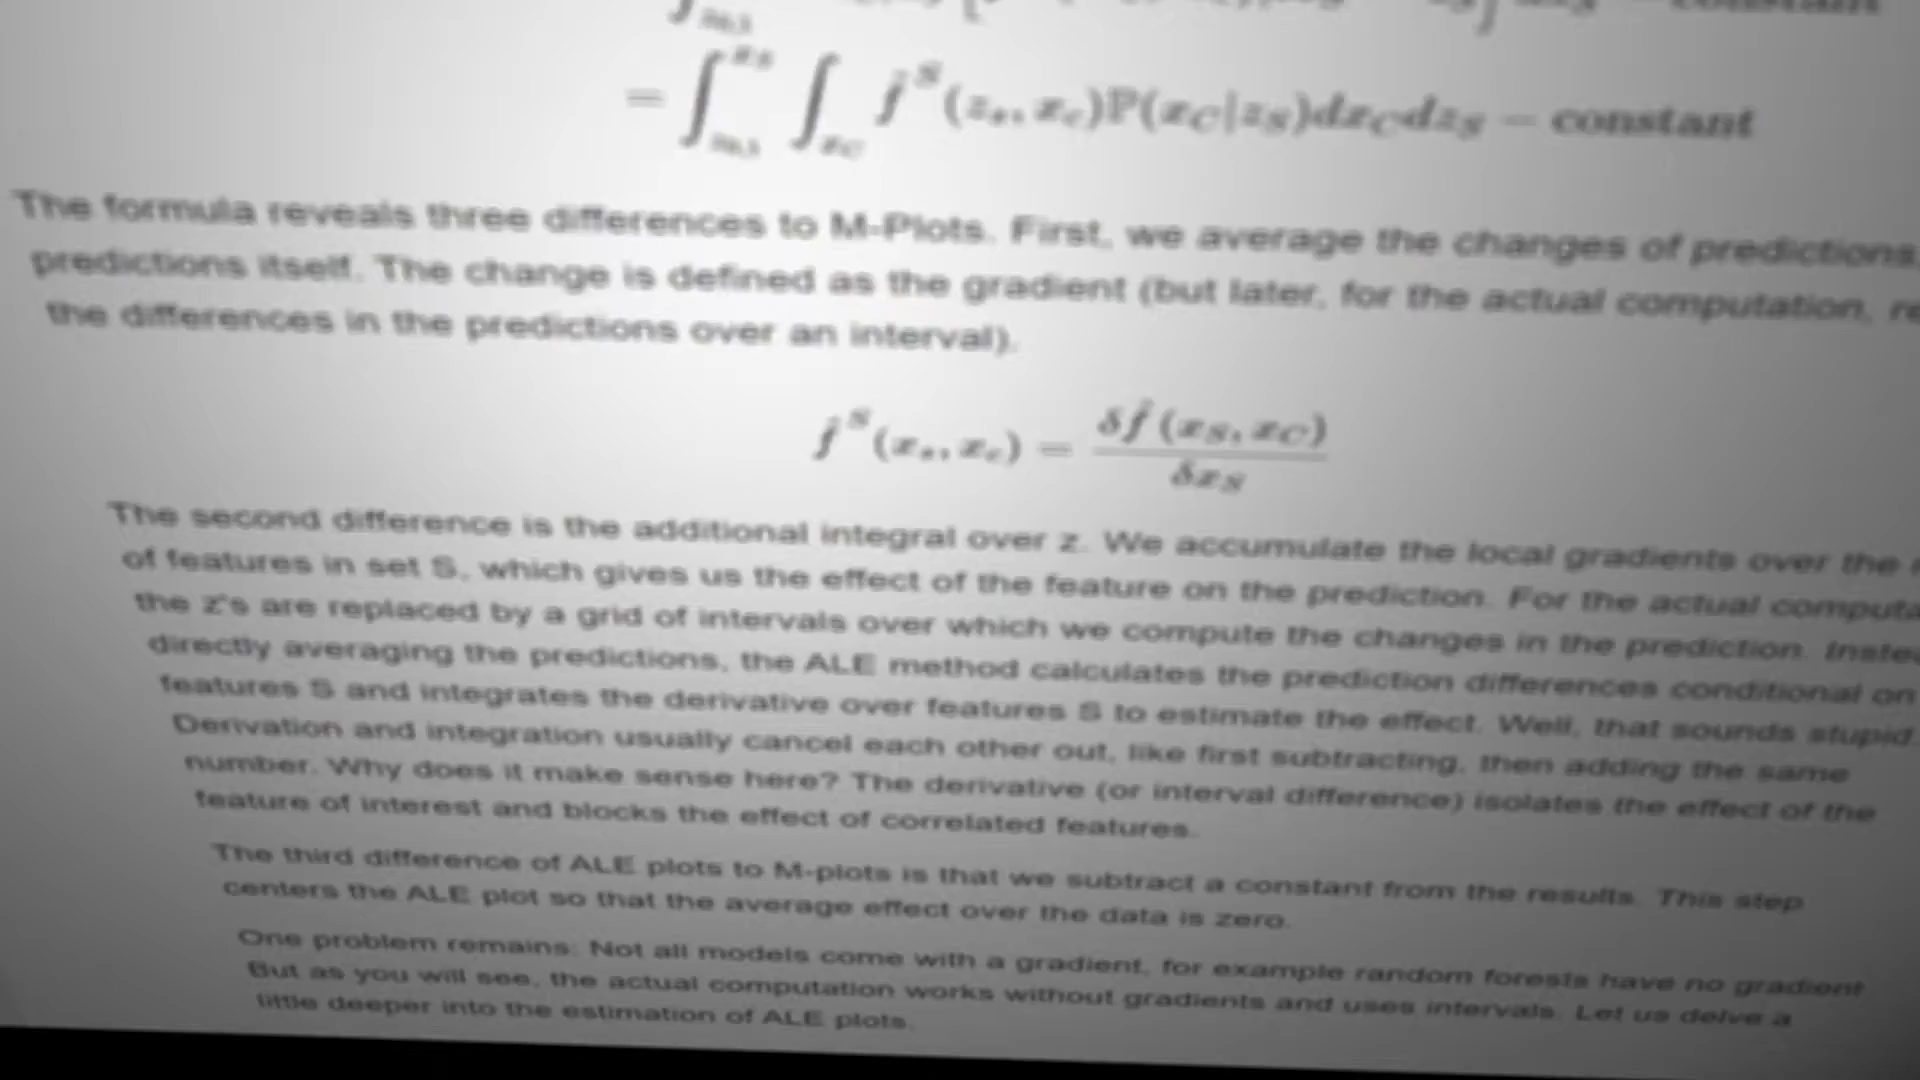 = ∫_{z_{0,1}}^{x_S} ∫_{x_C} f̂^S(z_s, x_c)ℙ(x_C|z_S)dx_C dz_S − constant
The formula reveals three differences to M-Plots. First, we average the changes of predictions,
predictions itself. The change is defined as the gradient (but later, for the actual computation,
the differences in the predictions over an interval).
f̂^S(x_s, x_c) = δf̂(x_S, x_C) / δx_S
The second difference is the additional integral over z. We accumulate the local gradients over the
of features in set S, which gives us the effect of the feature on the prediction. For the actual
the z's are replaced by a grid of intervals over which we compute the changes in the prediction.
directly averaging the predictions, the ALE method calculates the prediction differences conditional on
features S and integrates the derivative over features S to estimate the effect. Well, that sounds stupid.
Derivation and integration usually cancel each other out, like first subtracting, then adding the same
number. Why does it make sense here? The derivative (or interval difference) isolates the effect of the
feature of interest and blocks the effect of correlated features.
The third difference of ALE plots to M-plots is that we subtract a constant from the results. This step
centers the ALE plot so that the average effect over the data is zero.
One problem remains: Not all models come with a gradient, for example random forests have no gradient
But as you will see, the actual computation works without gradients and uses intervals. Let us delve a
little deeper into the estimation of ALE plots.